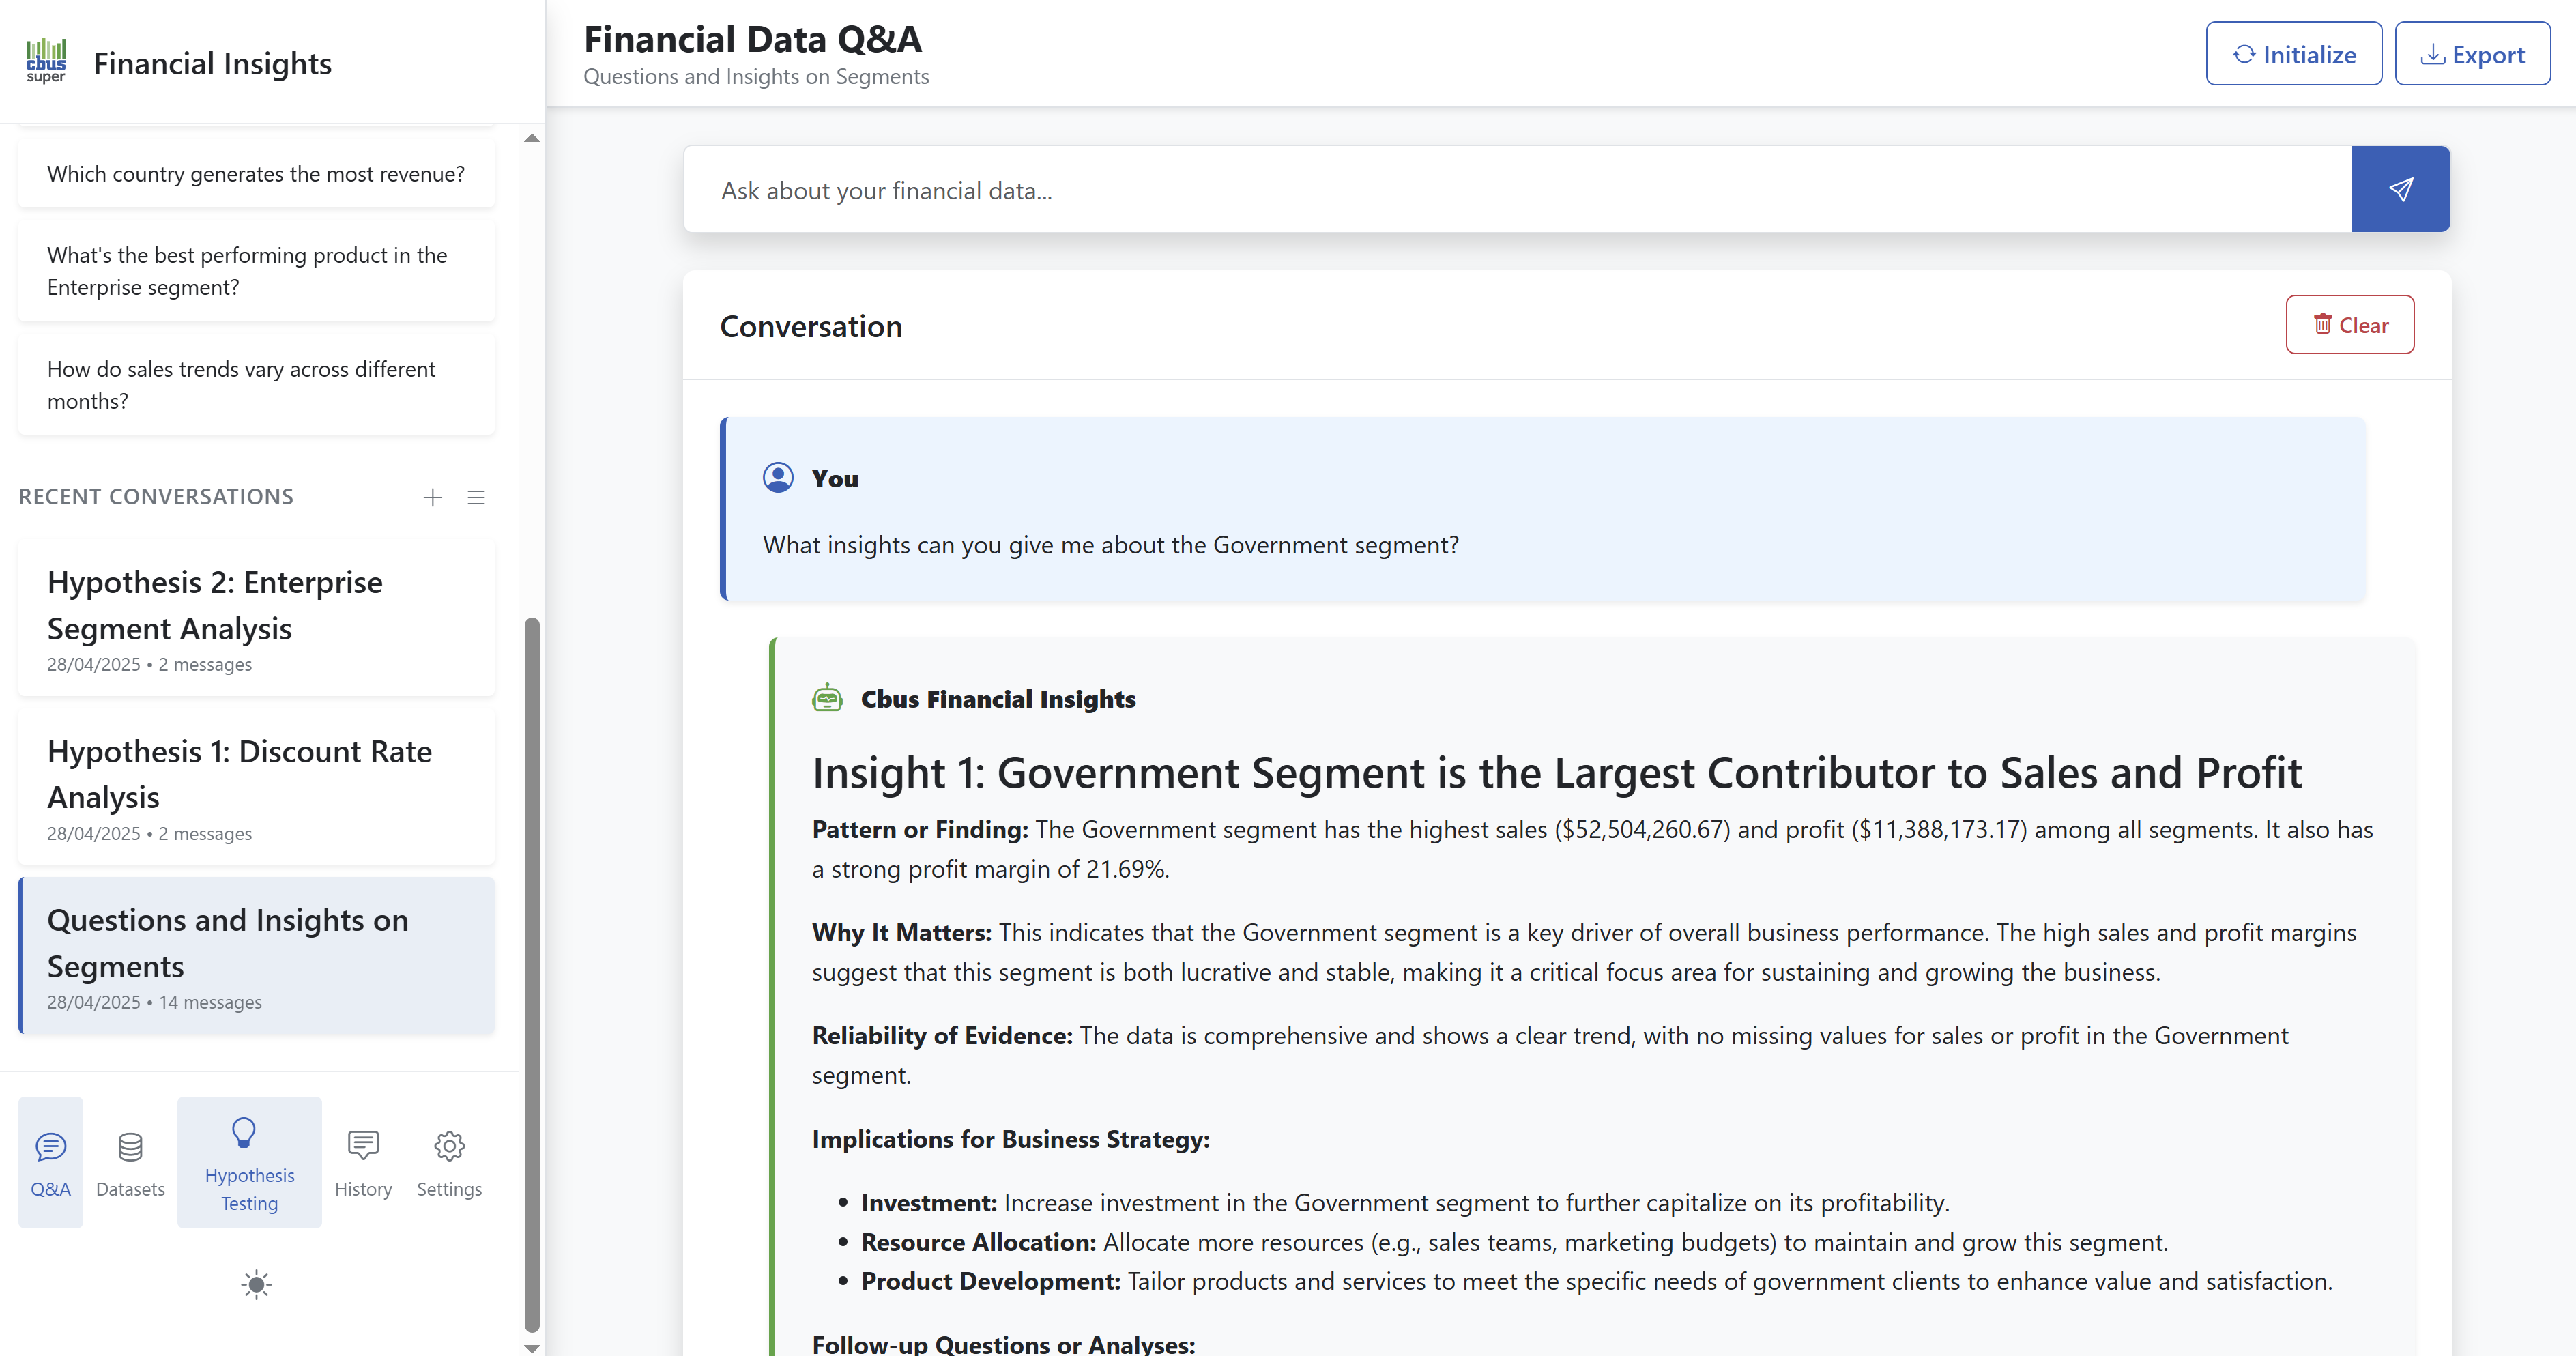 cbus
super
Financial Insights
Which country generates the most revenue?
What's the best performing product in the
Enterprise segment?
How do sales trends vary across different
months?
RECENT CONVERSATIONS
Hypothesis 2: Enterprise
Segment Analysis
28/04/2025 • 2 messages
Hypothesis 1: Discount Rate
Analysis
28/04/2025 • 2 messages
Questions and Insights on
Segments
28/04/2025 • 14 messages
Q&A
Datasets
Hypothesis
Testing
History
Settings
Financial Data Q&A
Questions and Insights on Segments
Initialize
Export
Ask about your financial data...
Conversation
Clear
You
What insights can you give me about the Government segment?
Cbus Financial Insights
Insight 1: Government Segment is the Largest Contributor to Sales and Profit
Pattern or Finding: The Government segment has the highest sales ($52,504,260.67) and profit ($11,388,173.17) among all segments. It also has
a strong profit margin of 21.69%.
Why It Matters: This indicates that the Government segment is a key driver of overall business performance. The high sales and profit margins
suggest that this segment is both lucrative and stable, making it a critical focus area for sustaining and growing the business.
Reliability of Evidence: The data is comprehensive and shows a clear trend, with no missing values for sales or profit in the Government
segment.
Implications for Business Strategy:
• Investment: Increase investment in the Government segment to further capitalize on its profitability.
• Resource Allocation: Allocate more resources (e.g., sales teams, marketing budgets) to maintain and grow this segment.
• Product Development: Tailor products and services to meet the specific needs of government clients to enhance value and satisfaction.
Follow-up Questions or Analyses: